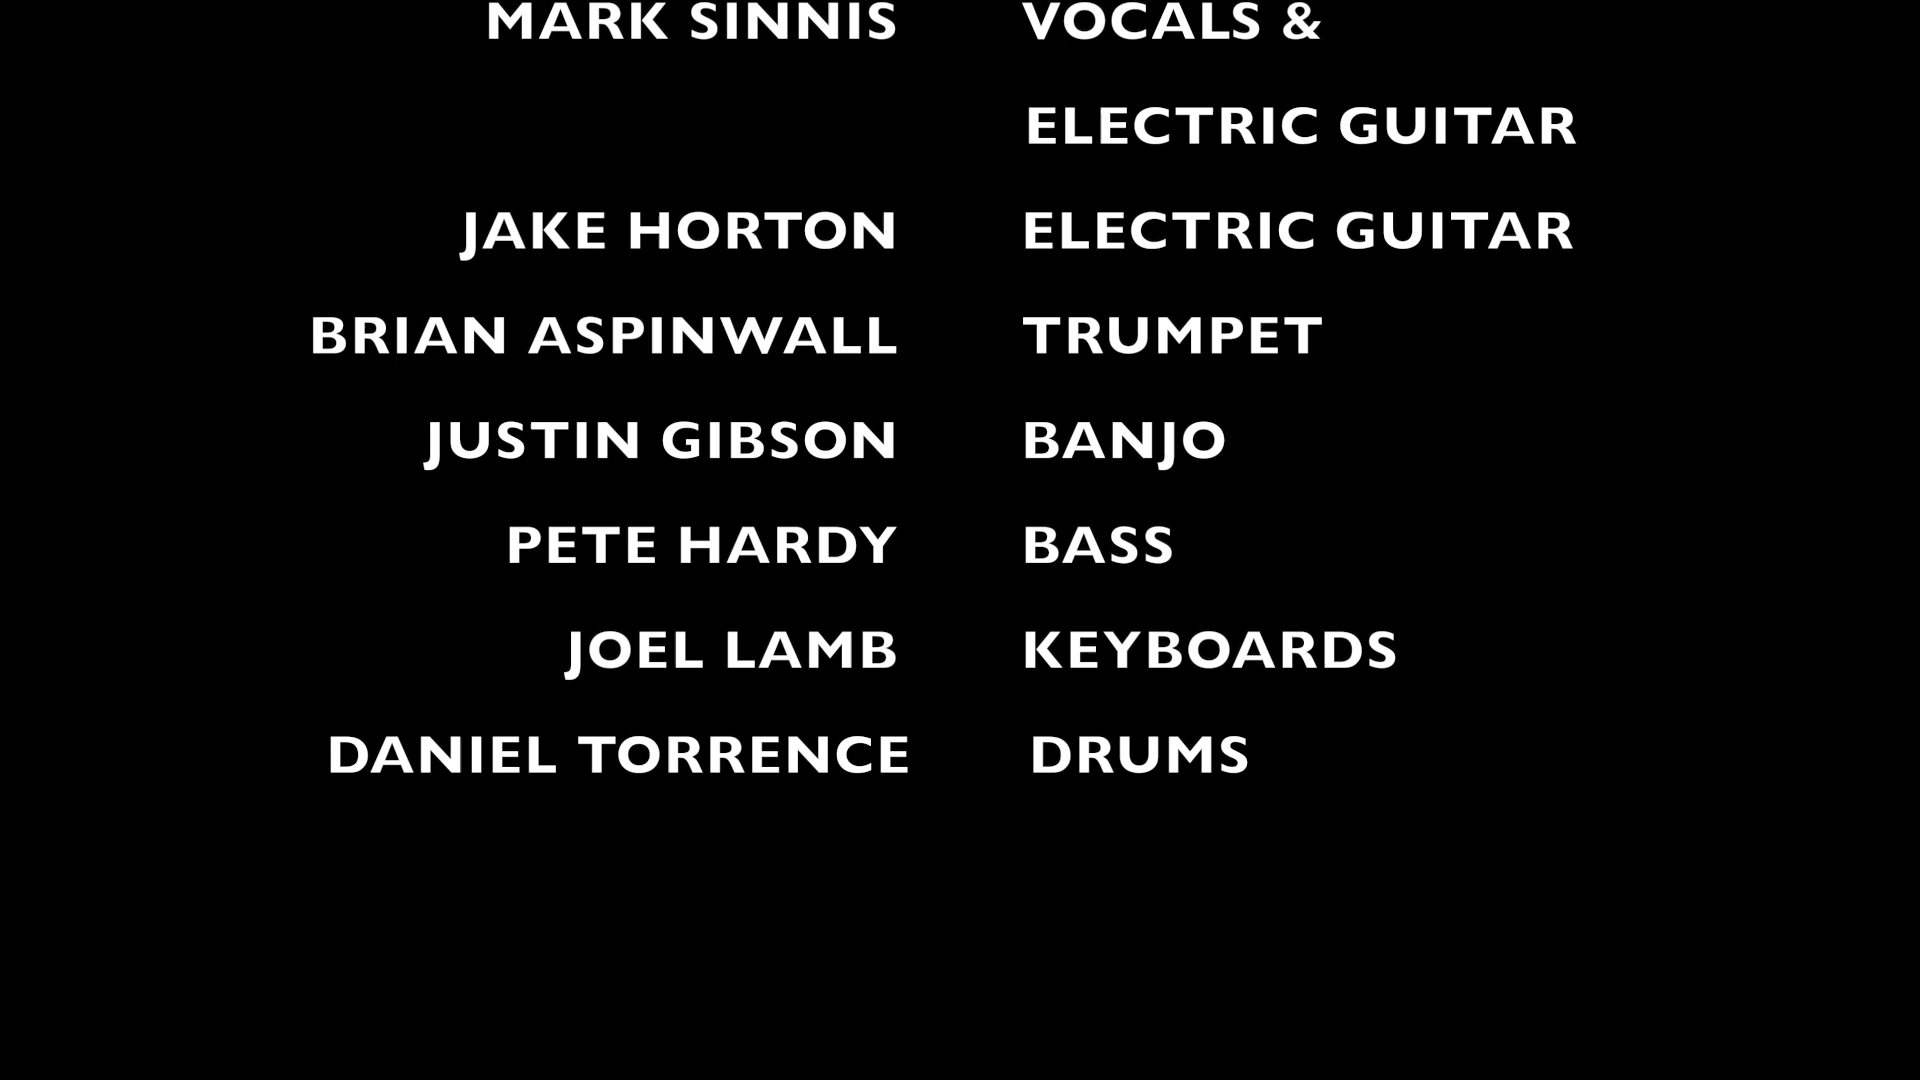 MARK SINNIS VOCALS &
ELECTRIC GUITAR
JAKE HORTON ELECTRIC GUITAR
BRIAN ASPINWALL TRUMPET
JUSTIN GIBSON BANJO
PETE HARDY BASS
JOEL LAMB KEYBOARDS
DANIEL TORRENCE DRUMS